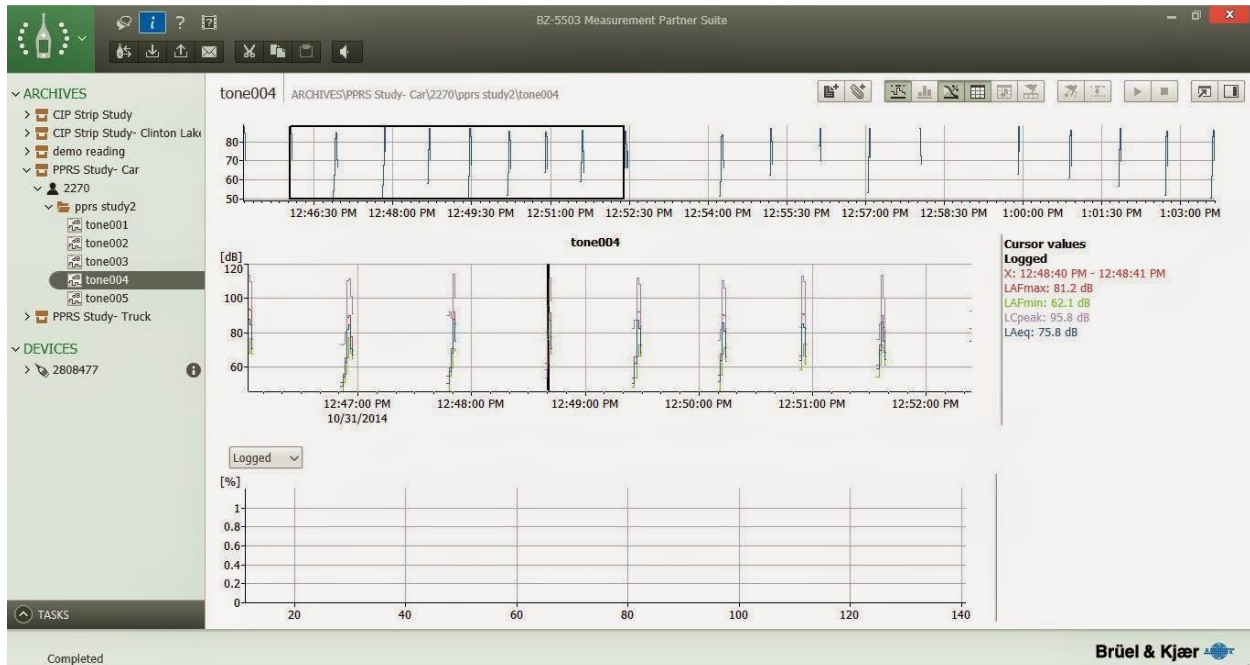 BZ-5503 Measurement Partner Suite
ARCHIVES
CIP Strip Study
CIP Strip Study- Clinton Lake
demo reading
PPRS Study- Car
2270
pprs study2
tone001
tone002
tone003
tone004
tone005
PPRS Study- Truck
DEVICES
2808477
TASKS
Completed
tone004 ARCHIVES\PPRS Study- Car\2270\pprs study2\tone004
80
70
60
50
12:46:30 PM 12:48:00 PM 12:49:30 PM 12:51:00 PM 12:52:30 PM 12:54:00 PM 12:55:30 PM 12:57:00 PM 12:58:30 PM 1:00:00 PM 1:01:30 PM 1:03:00 PM
tone004
[dB]
120
100
80
60
12:47:00 PM 12:48:00 PM 12:49:00 PM 12:50:00 PM 12:51:00 PM 12:52:00 PM
10/31/2014
Cursor values
Logged
X: 12:48:40 PM - 12:48:41 PM
LAFmax: 81.2 dB
LAFmin: 62.1 dB
LCpeak: 95.8 dB
LAeq: 75.8 dB
Logged
[%]
1
0.8
0.6
0.4
0.2
0
20 40 60 80 100 120 140
Brüel & Kjær